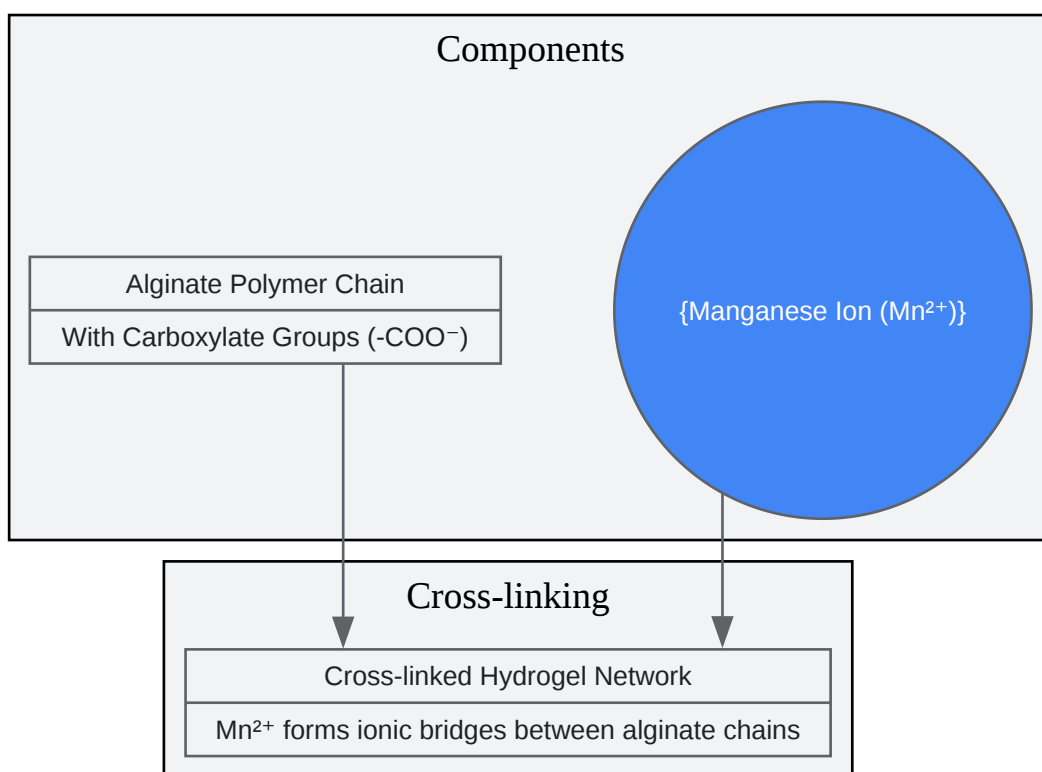 Components
Alginate Polymer Chain
With Carboxylate Groups (-COO⁻)
{Manganese Ion (Mn²⁺)}
Cross-linking
Cross-linked Hydrogel Network
Mn²⁺ forms ionic bridges between alginate chains